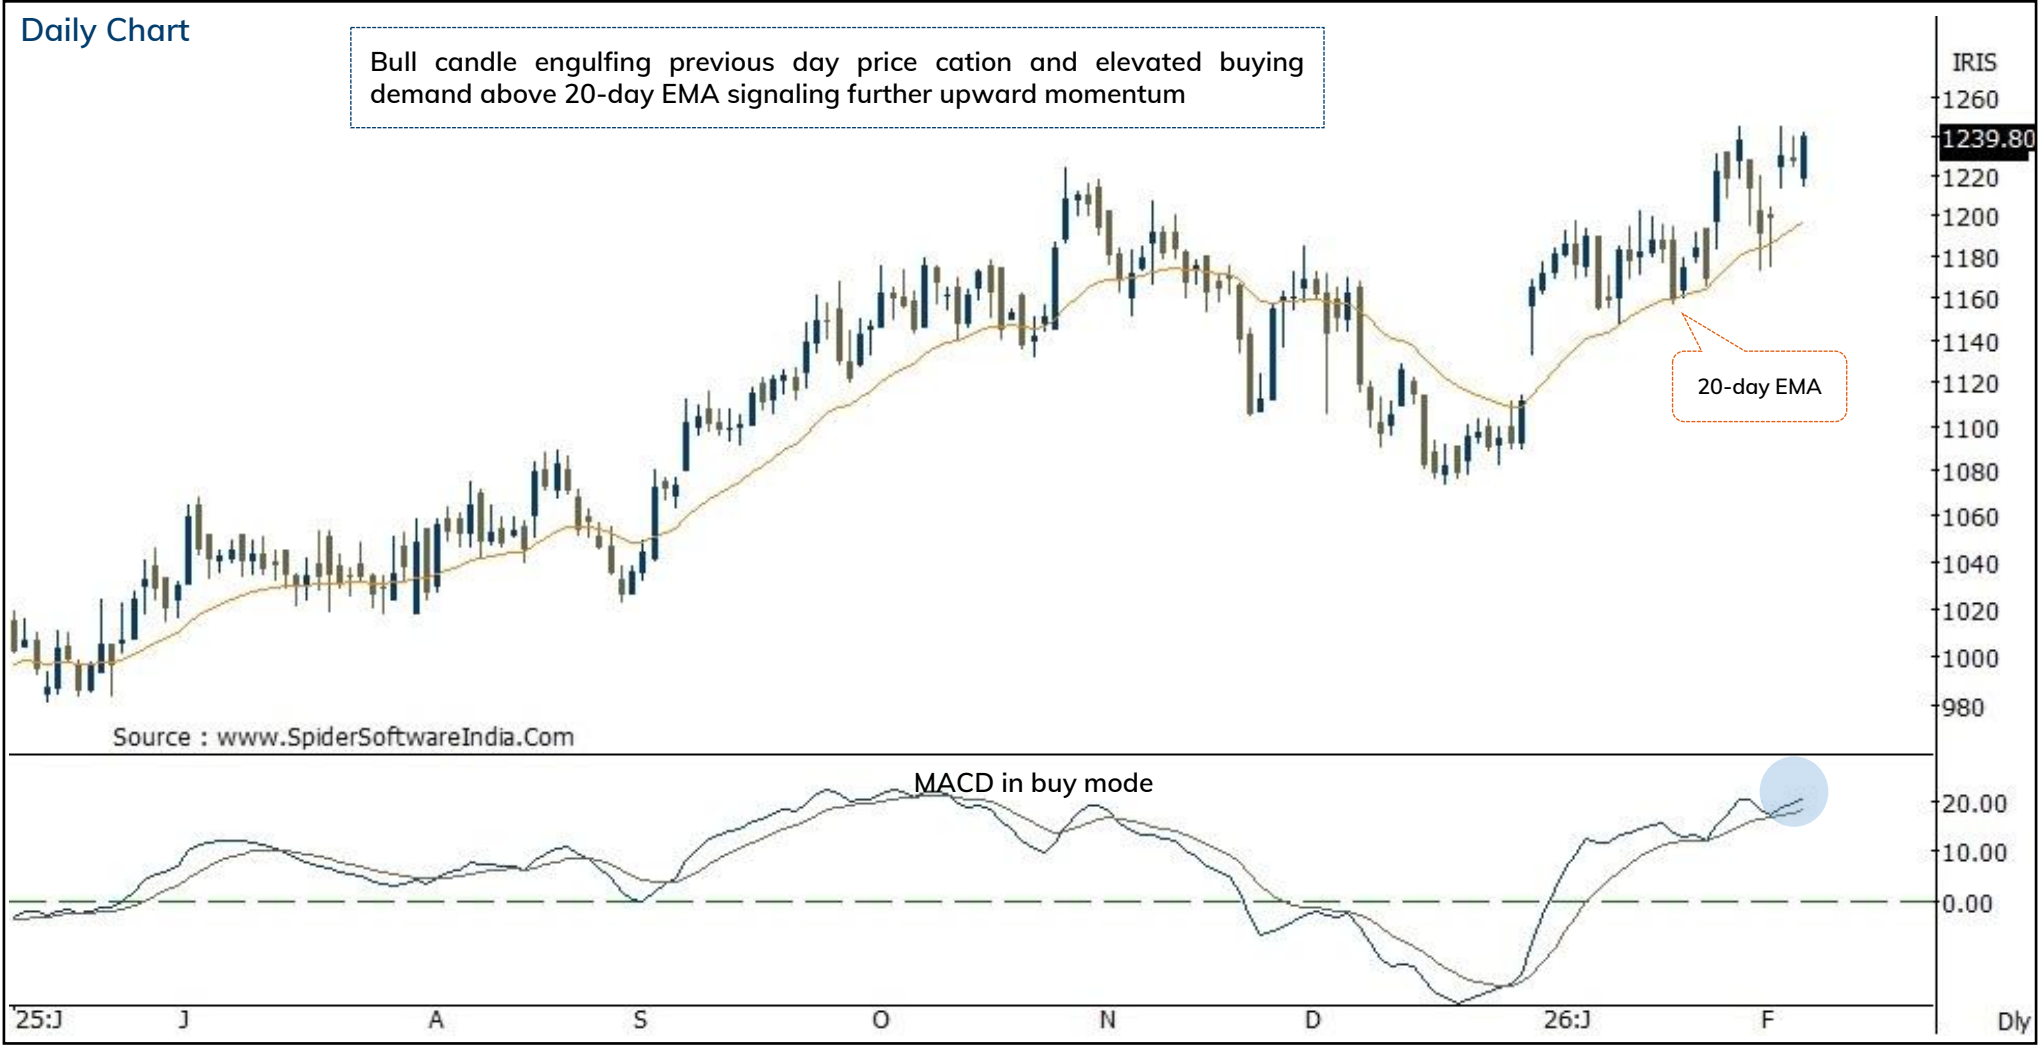 Daily Chart
Bull candle engulfing previous day price cation and elevated buying
demand above 20-day EMA signaling further upward momentum
IRIS
1260
1239.80
1220
1200
1180
1160
1140
1120
1100
1080
1060
1040
1020
1000
980
20-day EMA
Source : www.SpiderSoftwareIndia.Com
MACD in buy mode
20.00
10.00
0.00
25:J J A S O N D 26:J F Dly